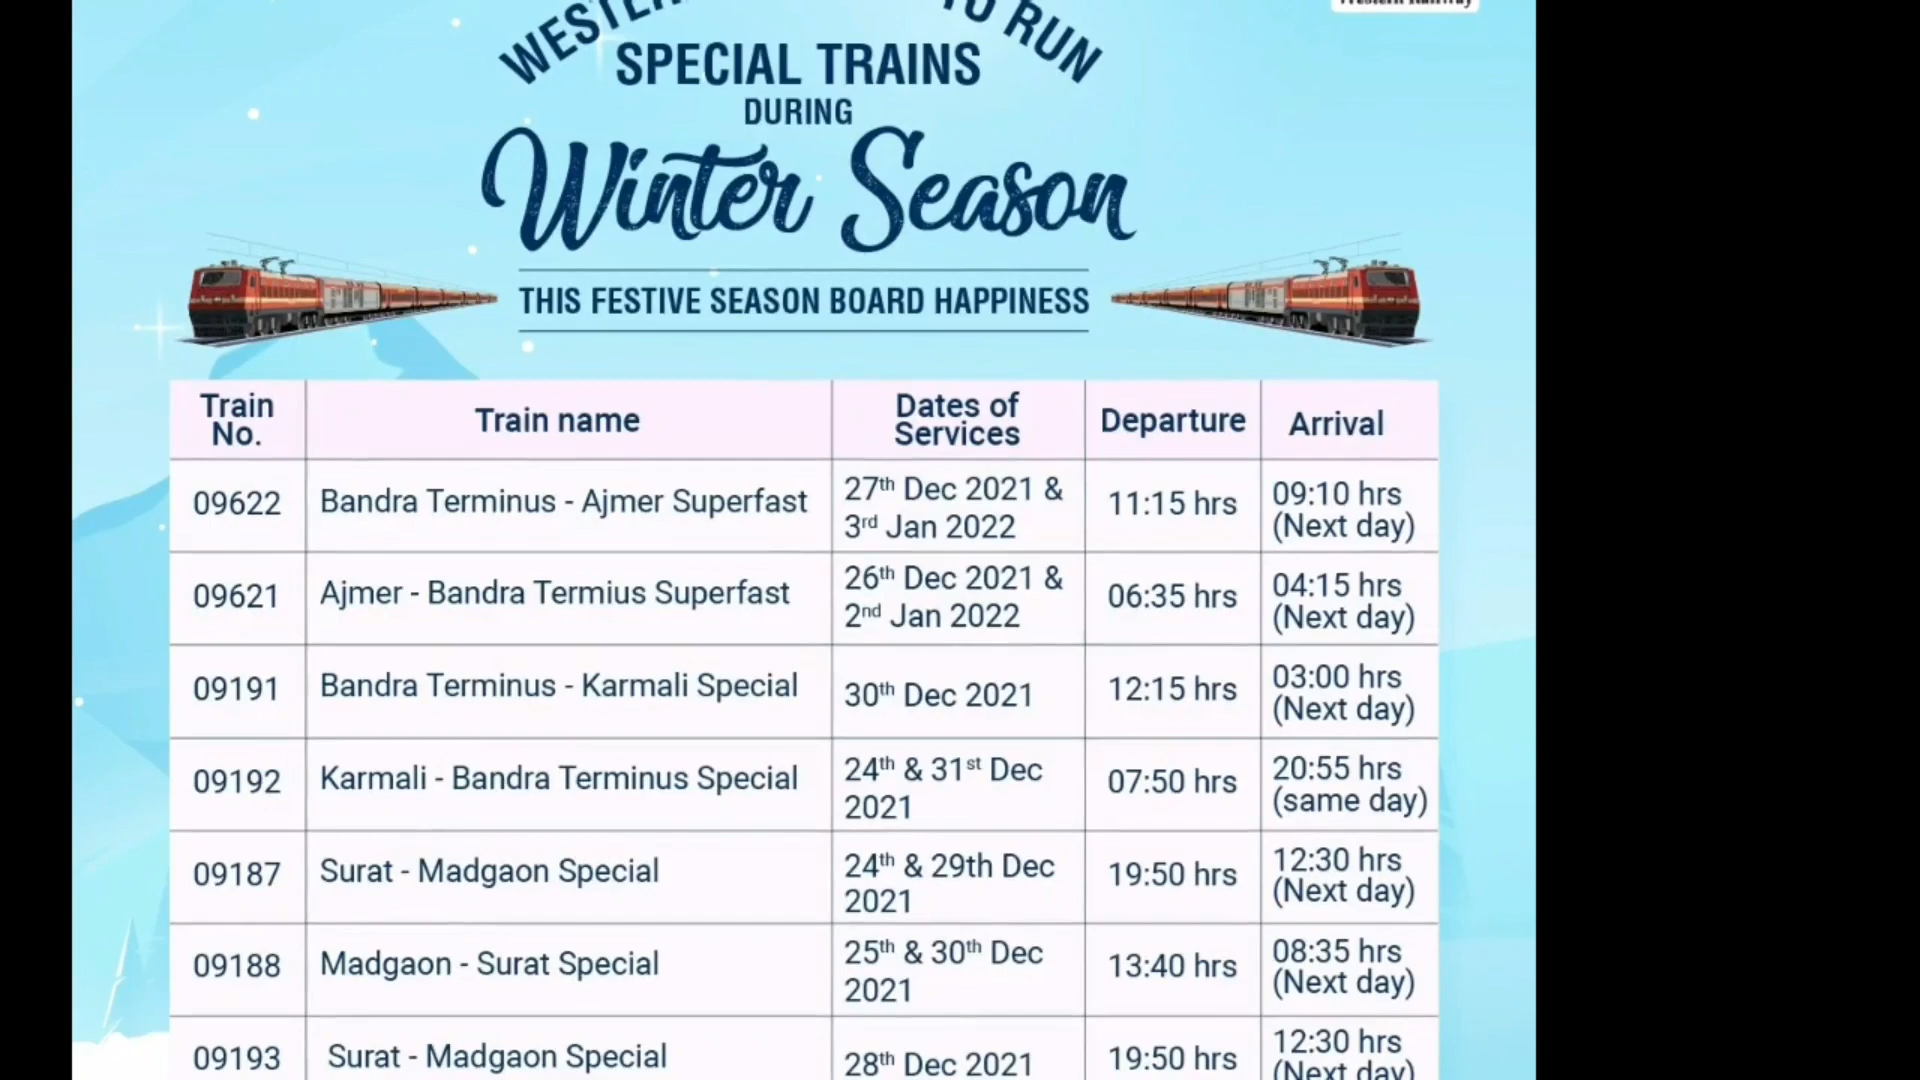 WESTERN TO RUN
SPECIAL TRAINS
DURING
Winter Season
THIS FESTIVE SEASON BOARD HAPPINESS
Train No. Train name Dates of Services Departure Arrival
09622 Bandra Terminus - Ajmer Superfast 27th Dec 2021 & 3rd Jan 2022 11:15 hrs 09:10 hrs (Next day)
09621 Ajmer - Bandra Termius Superfast 26th Dec 2021 & 2nd Jan 2022 06:35 hrs 04:15 hrs (Next day)
09191 Bandra Terminus - Karmali Special 30th Dec 2021 12:15 hrs 03:00 hrs (Next day)
09192 Karmali - Bandra Terminus Special 24th & 31st Dec 2021 07:50 hrs 20:55 hrs (same day)
09187 Surat - Madgaon Special 24th & 29th Dec 2021 19:50 hrs 12:30 hrs (Next day)
09188 Madgaon - Surat Special 25th & 30th Dec 2021 13:40 hrs 08:35 hrs (Next day)
09193 Surat - Madgaon Special 28th Dec 2021 19:50 hrs 12:30 hrs (Next day)